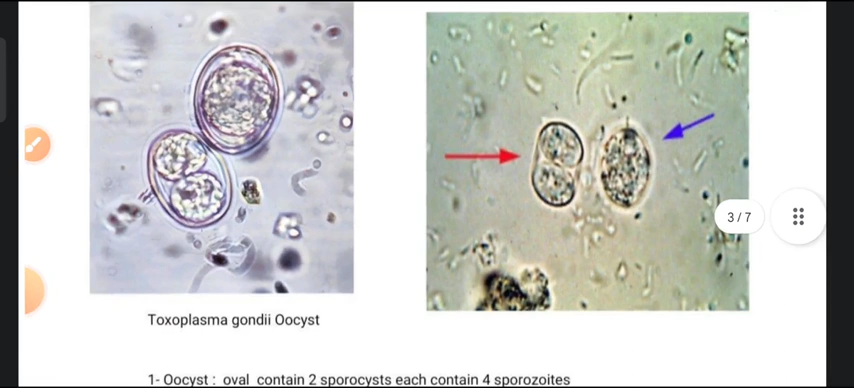 3 / 7
Toxoplasma gondii Oocyst
1- Oocyst : oval contain 2 sporocysts each contain 4 sporozoites